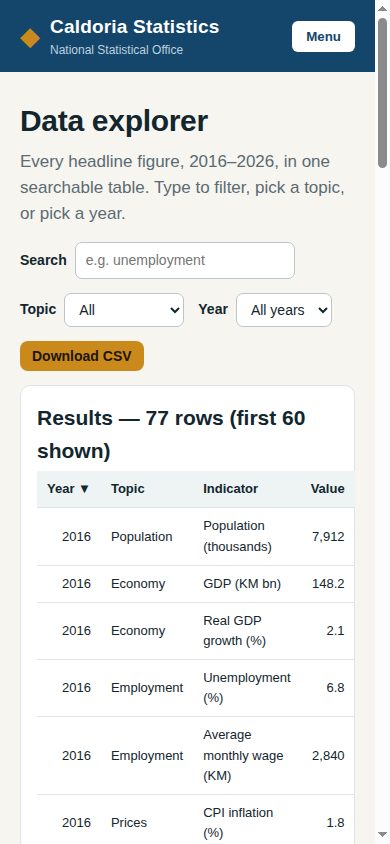 Caldoria Statistics
National Statistical Office
Menu
Data explorer
Every headline figure, 2016–2026, in one
searchable table. Type to filter, pick a topic,
or pick a year.
Search e.g. unemployment
Topic All Year All years
Download CSV
Results — 77 rows (first 60
shown)
Year ▼ Topic Indicator Value
2016 Population Population (thousands) 7,912
2016 Economy GDP (KM bn) 148.2
2016 Economy Real GDP growth (%) 2.1
2016 Employment Unemployment (%) 6.8
2016 Employment Average monthly wage (KM) 2,840
2016 Prices CPI inflation (%) 1.8